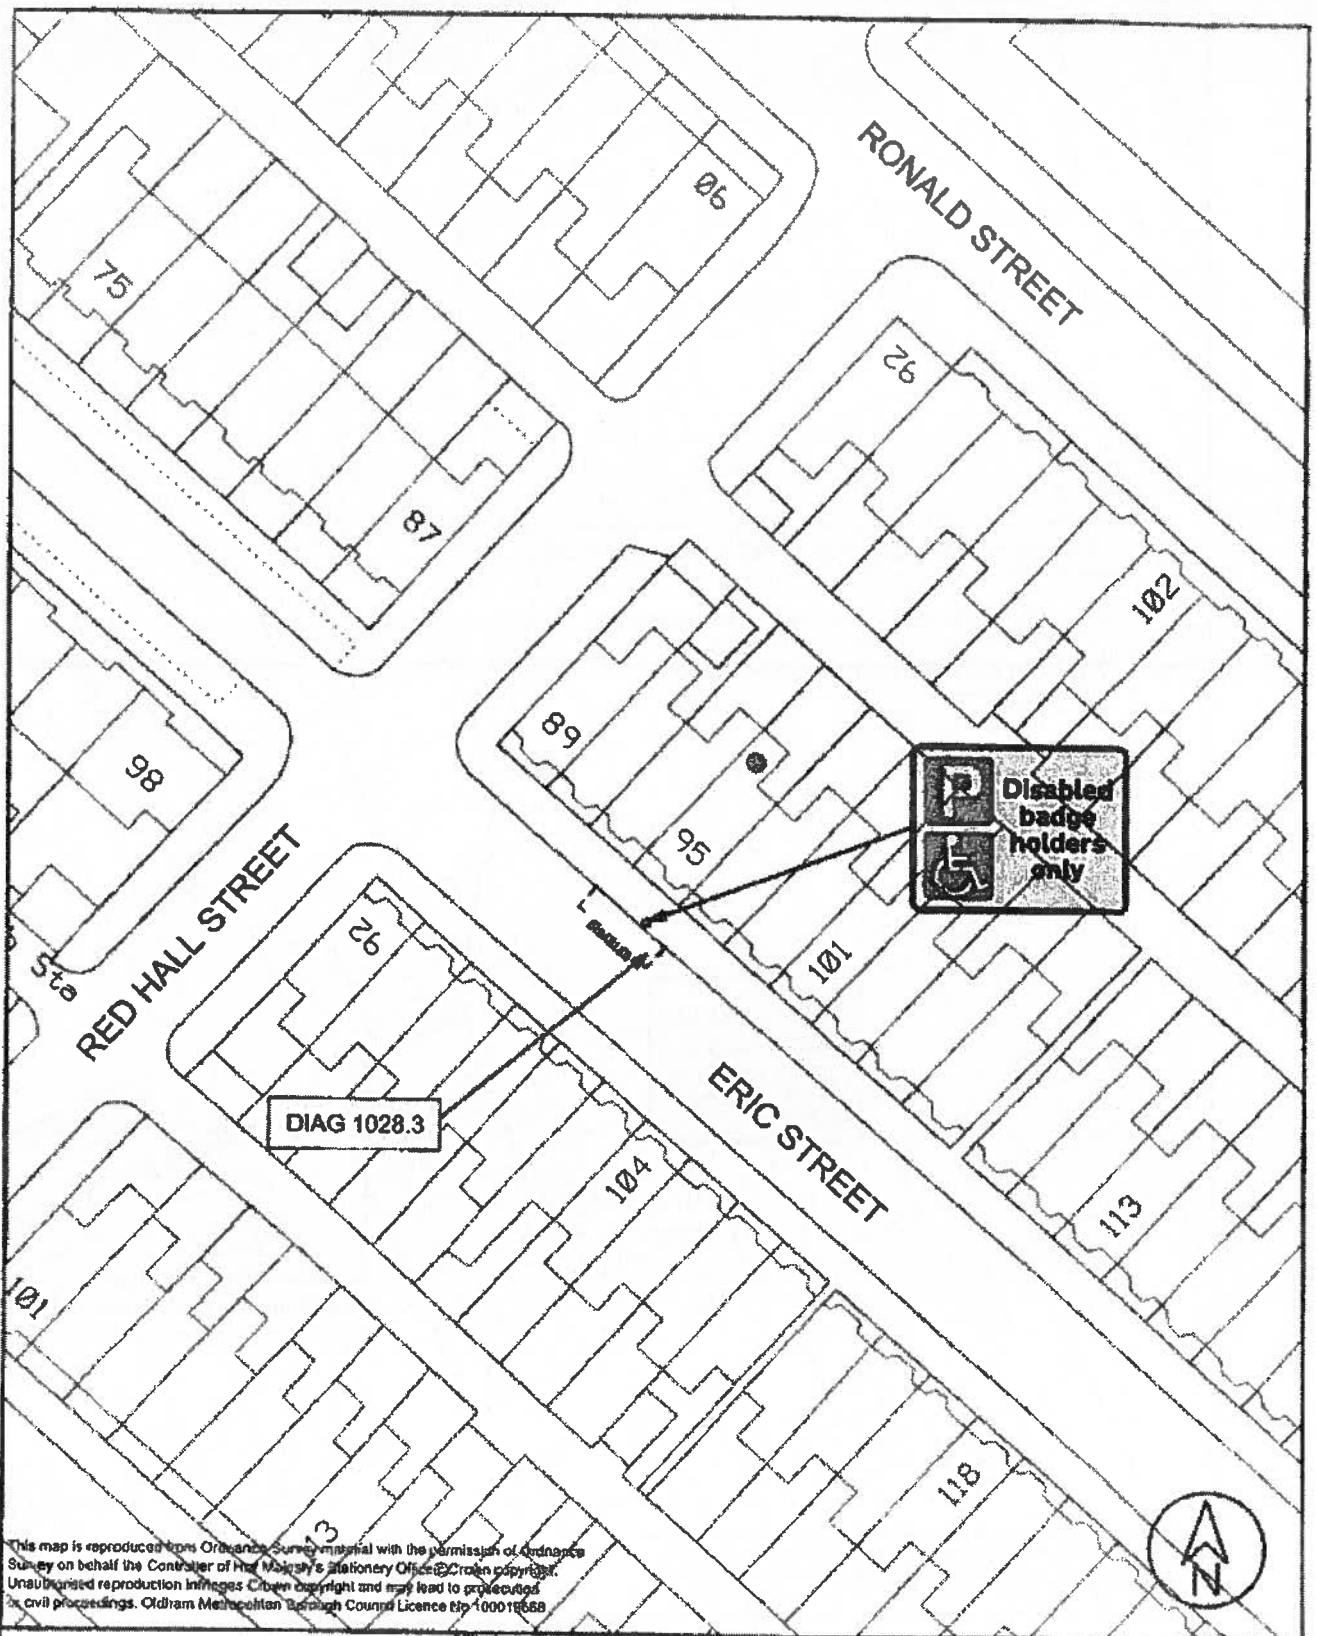 RONALD STREET
90
75
92
87
102
89
98
95
P
Disabled
badge
holders
only
RED HALL STREET
92
101
Sta
DIAG 1028.3
ERIC STREET
104
113
101
118
13
N
This map is reproduced from Ordnance Survey material with the permission of Ordnance
Survey on behalf the Controller of Her Majesty's Stationery Office © Crown copyright.
Unauthorised reproduction infringes Crown copyright and may lead to prosecution
or civil proceedings. Oldham Metropolitan Borough Council Licence No 100019668